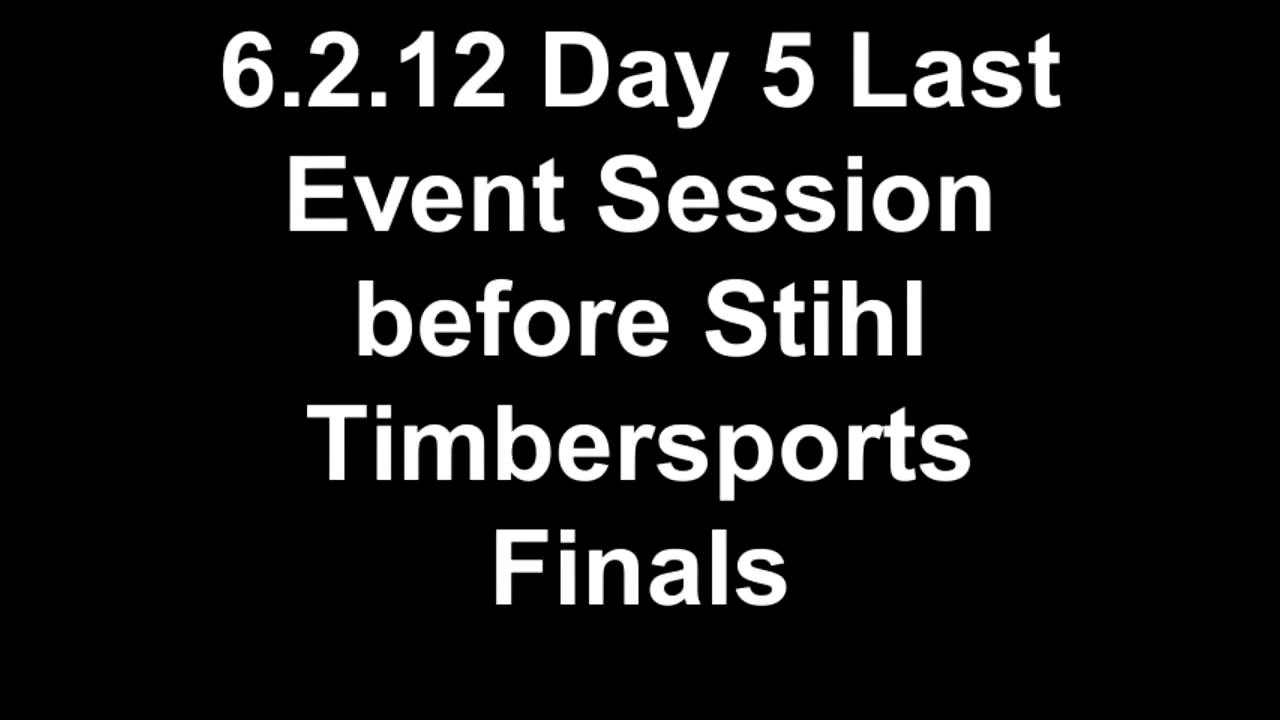 6.2.12 Day 5 Last
Event Session
before Stihl
Timbersports
Finals